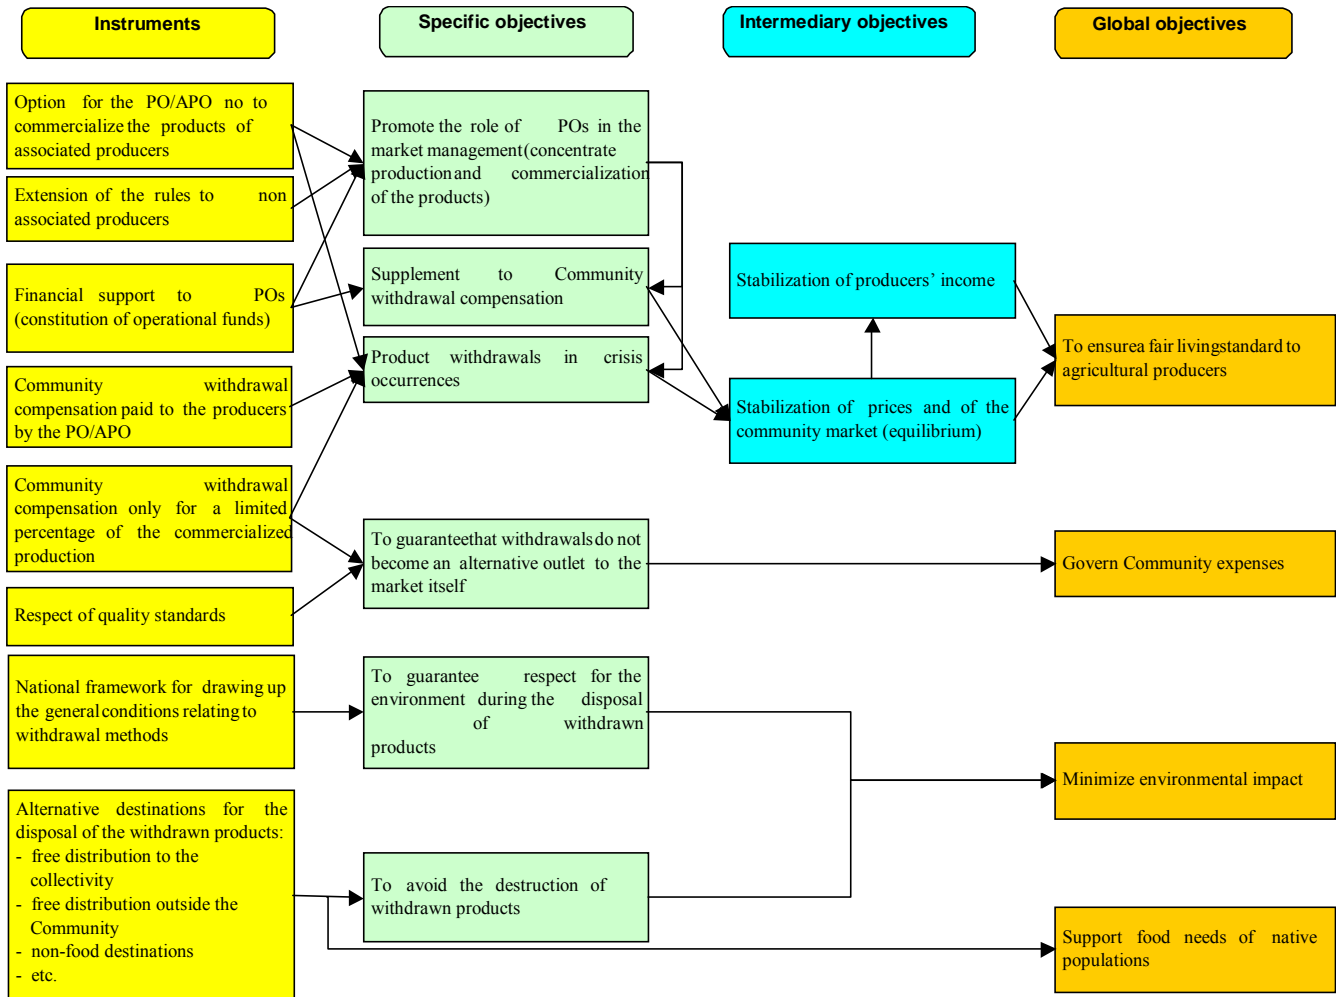 Instruments
Specific objectives
Intermediary objectives
Global objectives
Option for the PO/APO no to
commercialize the products of
associated producers
Extension of the rules to non
associated producers
Financial support to POs
(constitution of operational funds)
Community withdrawal
compensation paid to the producers
by the PO/APO
Community withdrawal
compensation only for a limited
percentage of the commercialized
production
Respect of quality standards
National framework for drawing up
the general conditions relating to
withdrawal methods
Alternative destinations for the
disposal of the withdrawn products:
- free distribution to the
collectivity
- free distribution outside the
Community
- non-food destinations
- etc.
Promote the role of POs in the
market management (concentrate
production and commercialization
of the products)
Supplement to Community
withdrawal compensation
Product withdrawals in crisis
occurrences
To guarantee that withdrawals do not
become an alternative outlet to the
market itself
To guarantee respect for the
environment during the disposal
of withdrawn
products
To avoid the destruction of
withdrawn products
Stabilization of producers' income
Stabilization of prices and of the
community market (equilibrium)
To ensure a fair living standard to
agricultural producers
Govern Community expenses
Minimize environmental impact
Support food needs of native
populations